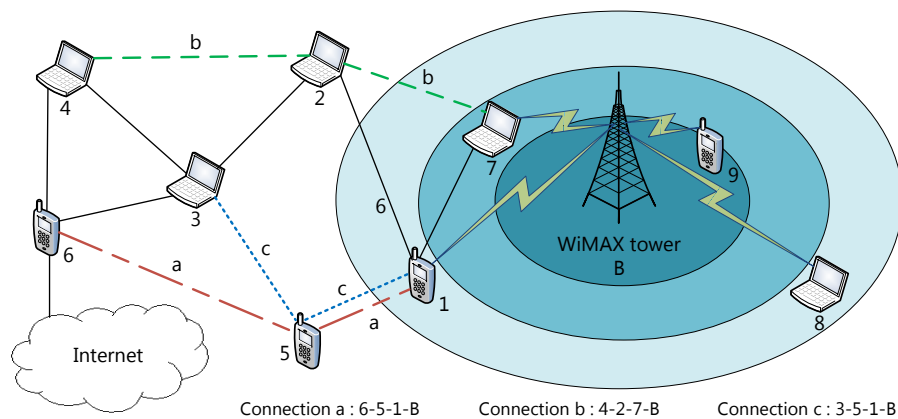 b
2
b
4
7
9
3
6
6
c
WiMAX tower
B
a
c
1
a
5
8
Internet
Connection a : 6-5-1-B
Connection b : 4-2-7-B
Connection c : 3-5-1-B